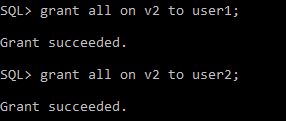 SQL> grant all on v2 to user1;
Grant succeeded.
SQL> grant all on v2 to user2;
Grant succeeded.